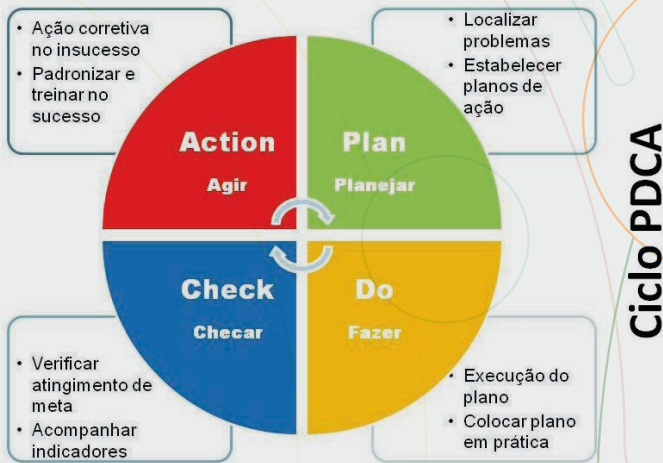 • Ação corretiva
no insucesso
• Padronizar e
treinar no
sucesso
• Localizar
problemas
• Estabelecer
planos de
ação
Action
Agir
Plan
Planejar
Check
Checar
Do
Fazer
• Verificar
atingimento de
meta
• Acompanhar
indicadores
• Execução do
plano
• Colocar plano
em prática
Ciclo PDCA